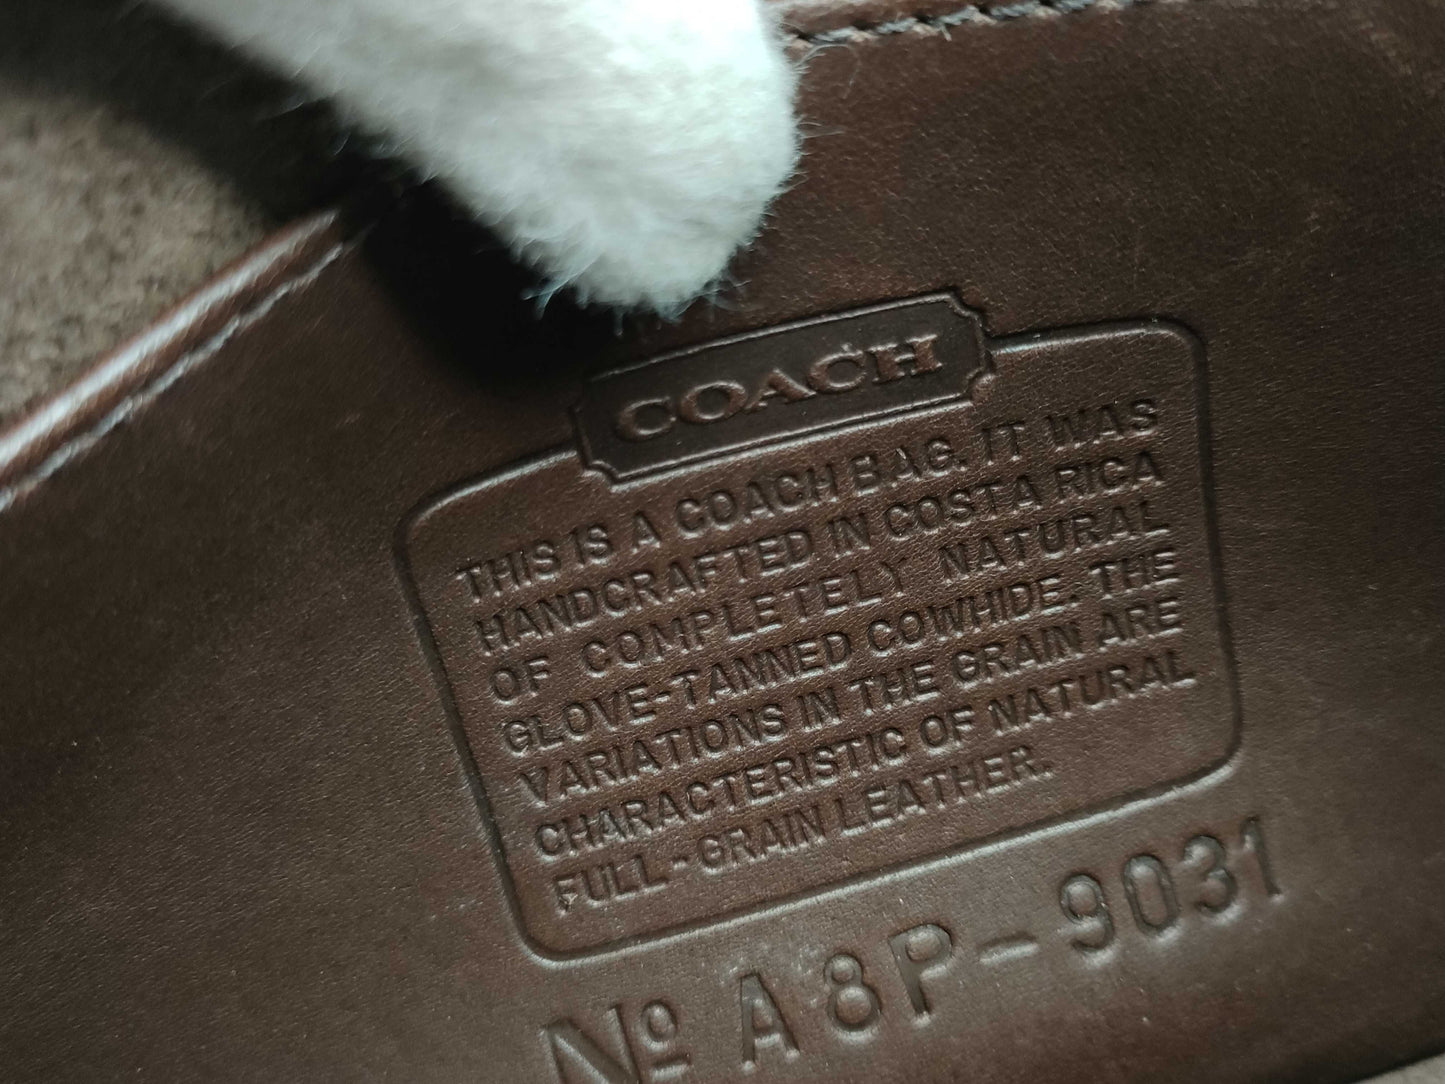 COACH
THIS IS A COACH BAG. IT WAS
HANDCRAFTED IN COSTA RICA
OF COMPLETELY NATURAL
GLOVE-TANNED COWHIDE. THE
VARIATIONS IN THE GRAIN ARE
CHARACTERISTIC OF NATURAL
FULL-GRAIN LEATHER.
Nº A8P-9031